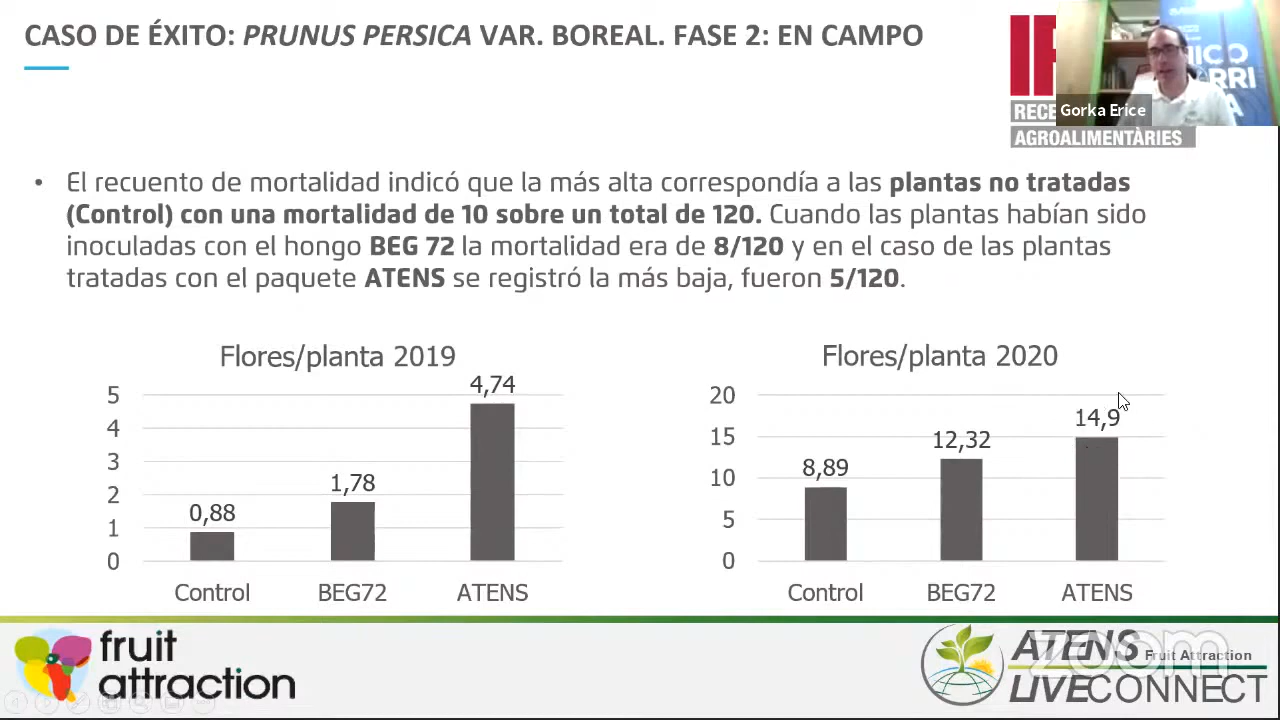 CASO DE ÉXITO: PRUNUS PERSICA VAR. BOREAL. FASE 2: EN CAMPO
Gorka Erice
AGROALIMENTÀRIES
• El recuento de mortalidad indicó que la más alta correspondía a las plantas no tratadas
(Control) con una mortalidad de 10 sobre un total de 120. Cuando las plantas habían sido
inoculadas con el hongo BEG 72 la mortalidad era de 8/120 y en el caso de las plantas
tratadas con el paquete ATENS se registró la más baja, fueron 5/120.
Flores/planta 2019
5
4
3
2
1
0
0,88
1,78
4,74
Control
BEG72
ATENS
Flores/planta 2020
20
15
10
5
0
8,89
12,32
14,9
Control
BEG72
ATENS
fruit
attraction
ATENS
Fruit Attraction
LIVECONNECT
zoom